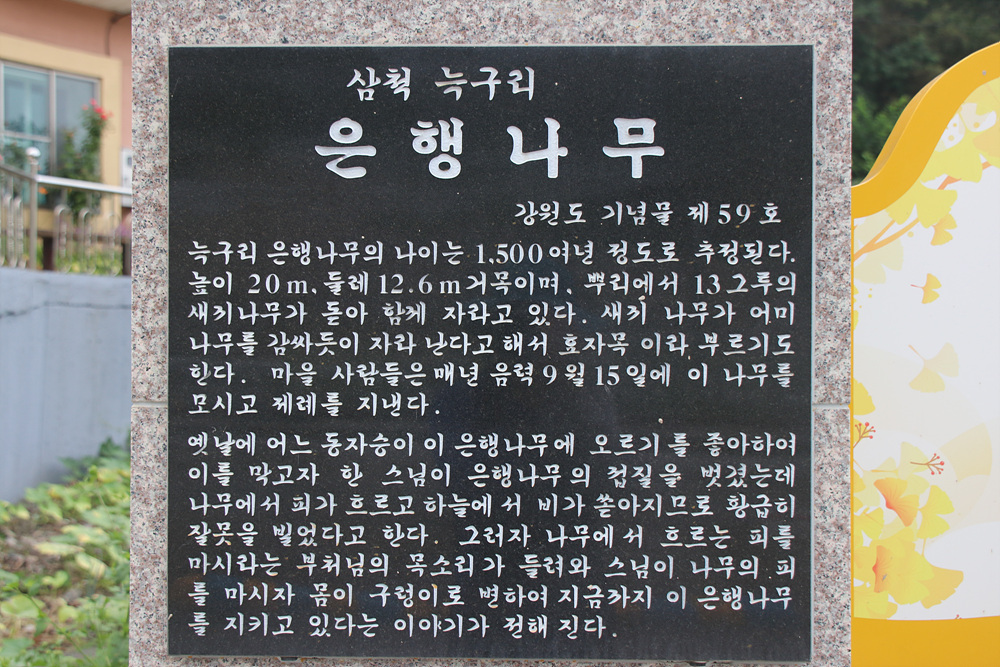 삼척 늑구리
은행나무
강원도 기념물 제59호
늑구리 은행나무의 나이는 1,500여년 정도로 추정된다.
높이 20m, 둘레 12.6m 거목이며, 뿌리에서 13그루의
새끼나무가 돋아 함께 자라고 있다. 새끼 나무가 어미
나무를 감싸듯이 자라 난다고 해서 효자목 이라 부르기도
한다. 마을 사람들은 매년 음력 9월 15일에 이 나무를
모시고 제례를 지낸다.
옛날에 어느 동자승이 이 은행나무에 오르기를 좋아하여
이를 막고자 한 스님이 은행나무의 껍질을 벗겼는데
나무에서 피가 흐르고 하늘에 서 비가 쏟아지므로 황급히
잘못을 빌었다고 한다. 그러자 나무에 서 흐르는 피를
마시라는 부처님의 목소리가 들려와 스님이 나무의 피
를 마시자 몸이 구렁이로 변하여 지금까지 이 은행나무
를 지키고 있다는 이야기가 전해 진다.